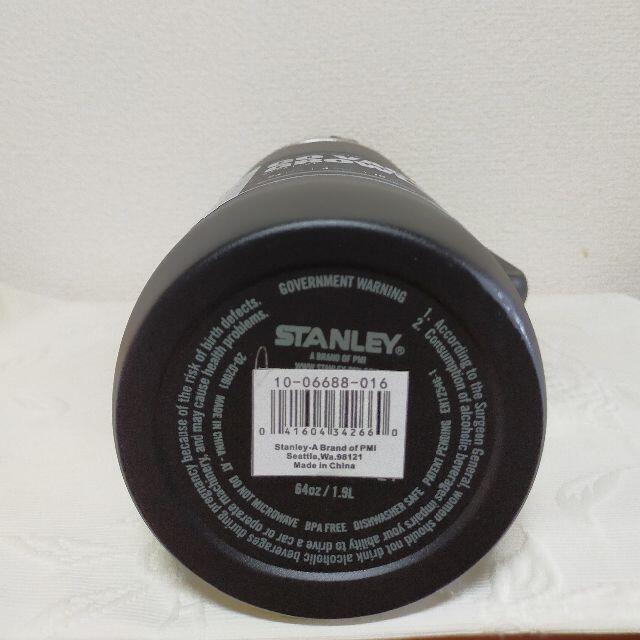 GOVERNMENT WARNING
STANLEY®
A BRAND OF PMI
10-06688-016
0 41604 34266 0
Stanley-A Brand of PMI
Seattle,Wa.98121
Made in China
64oz / 1.9L
MADE IN CHINA
DO NOT MICROWAVE BPA FREE DISHWASHER SAFE PATENT PENDING
1. According to the Surgeon General, women should not drink alcoholic beverages during pregnancy because of the risk of birth defects.
2. Consumption of alcoholic beverages impairs your ability to drive a car or operate machinery, and may cause health problems.